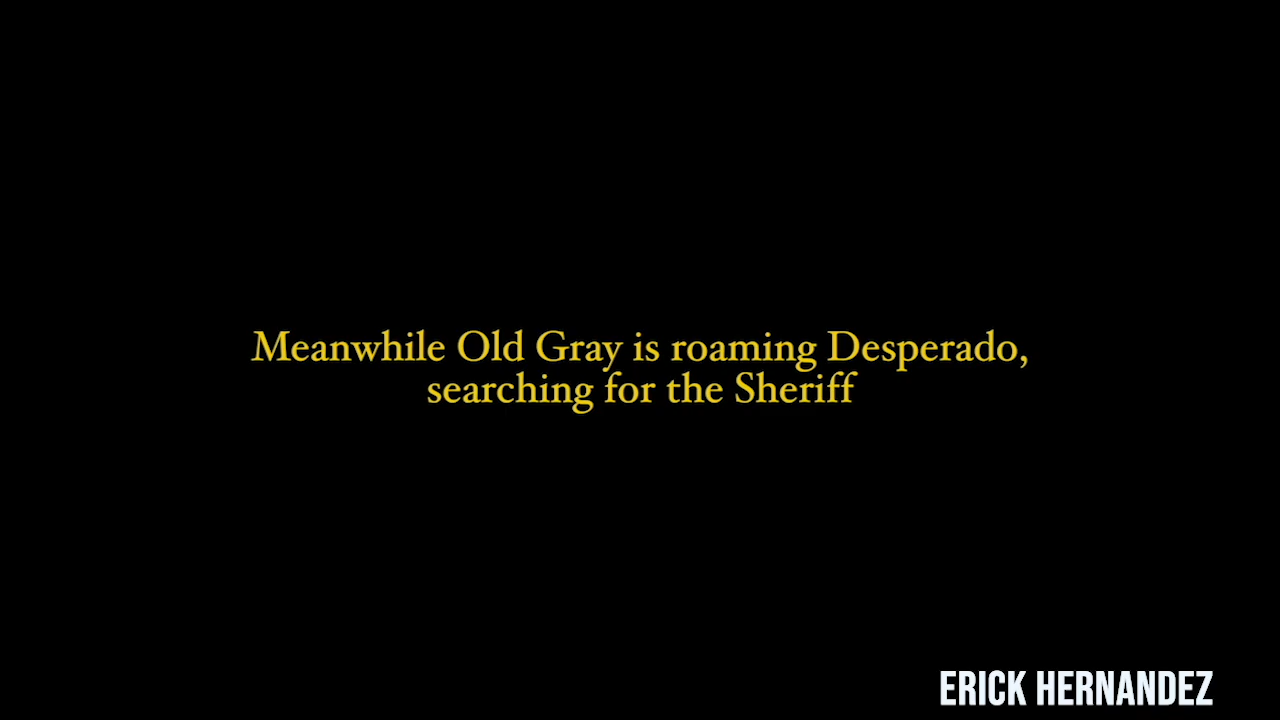 Meanwhile Old Gray is roaming Desperado,
searching for the Sheriff
ERICK HERNANDEZ